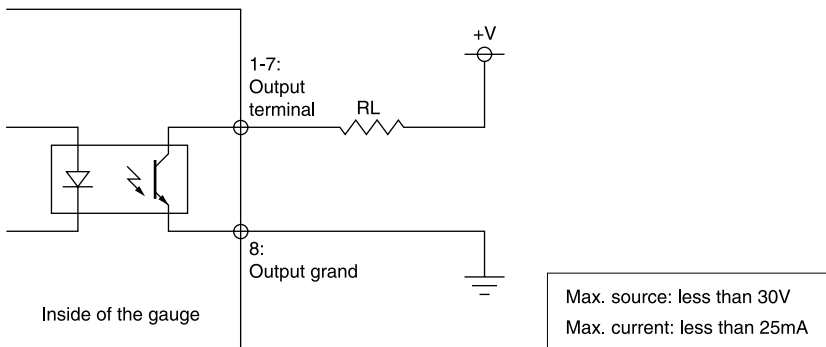 +V
1-7:
Output
terminal
RL
8:
Output grand
Inside of the gauge
Max. source: less than 30V
Max. current: less than 25mA